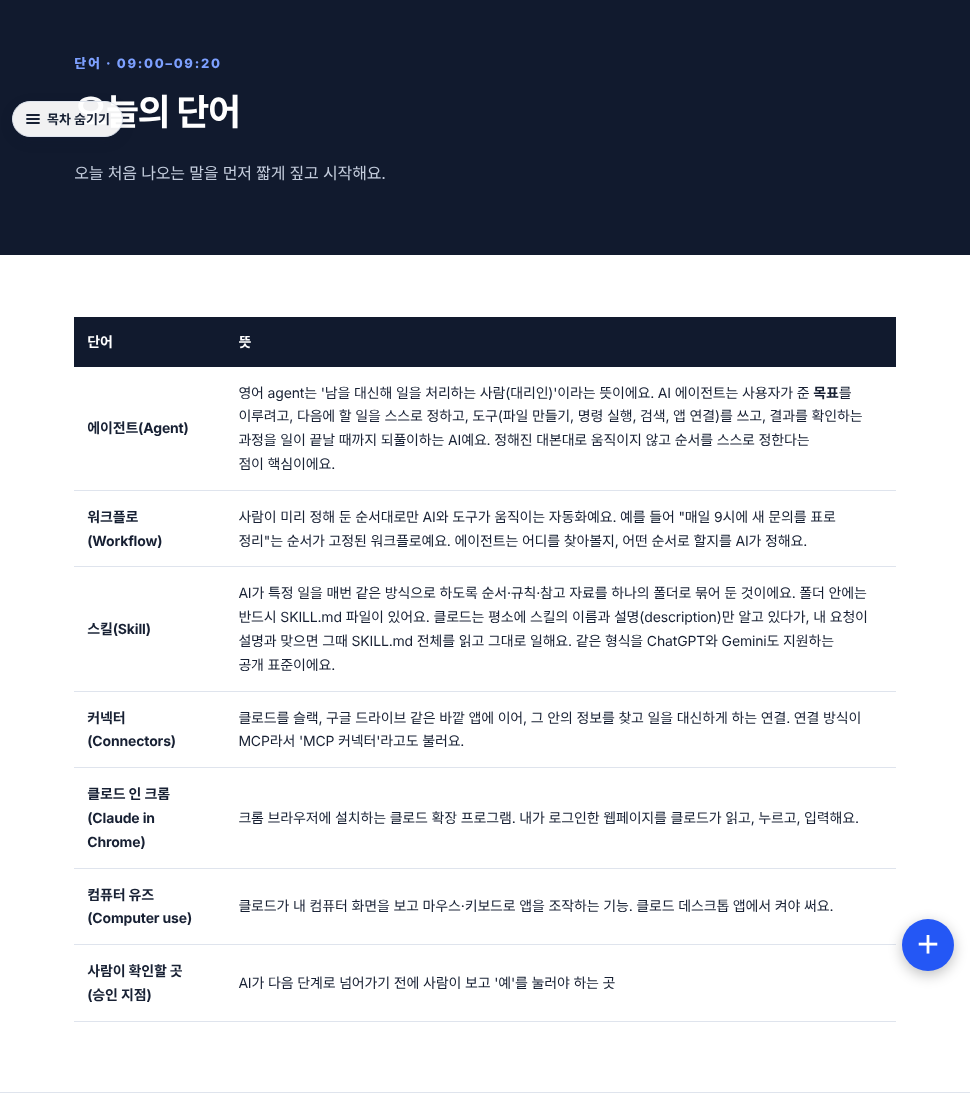 단어 · 09:00–09:20
오늘의 단어
목차 숨기기
오늘 처음 나오는 말을 먼저 짧게 짚고 시작해요.
단어
뜻
에이전트(Agent)
영어 agent는 '남을 대신해 일을 처리하는 사람(대리인)'이라는 뜻이에요. AI 에이전트는 사용자가 준 목표를
이루려고, 다음에 할 일을 스스로 정하고, 도구(파일 만들기, 명령 실행, 검색, 앱 연결)를 쓰고, 결과를 확인하는
과정을 일이 끝날 때까지 되풀이하는 AI예요. 정해진 대본대로 움직이지 않고 순서를 스스로 정한다는
점이 핵심이에요.
워크플로
(Workflow)
사람이 미리 정해 둔 순서대로만 AI와 도구가 움직이는 자동화예요. 예를 들어 "매일 9시에 새 문의를 표로
정리"는 순서가 고정된 워크플로예요. 에이전트는 어디를 찾아볼지, 어떤 순서로 할지를 AI가 정해요.
스킬(Skill)
AI가 특정 일을 매번 같은 방식으로 하도록 순서·규칙·참고 자료를 하나의 폴더로 묶어 둔 것이에요. 폴더 안에는
반드시 SKILL.md 파일이 있어요. 클로드는 평소에 스킬의 이름과 설명(description)만 알고 있다가, 내 요청이
설명과 맞으면 그때 SKILL.md 전체를 읽고 그대로 일해요. 같은 형식을 ChatGPT와 Gemini도 지원하는
공개 표준이에요.
커넥터
(Connectors)
클로드를 슬랙, 구글 드라이브 같은 바깥 앱에 이어, 그 안의 정보를 찾고 일을 대신하게 하는 연결. 연결 방식이
MCP라서 'MCP 커넥터'라고도 불러요.
클로드 인 크롬
(Claude in
Chrome)
크롬 브라우저에 설치하는 클로드 확장 프로그램. 내가 로그인한 웹페이지를 클로드가 읽고, 누르고, 입력해요.
컴퓨터 유즈
(Computer use)
클로드가 내 컴퓨터 화면을 보고 마우스·키보드로 앱을 조작하는 기능. 클로드 데스크톱 앱에서 켜야 써요.
사람이 확인할 곳
(승인 지점)
AI가 다음 단계로 넘어가기 전에 사람이 보고 '예'를 눌러야 하는 곳